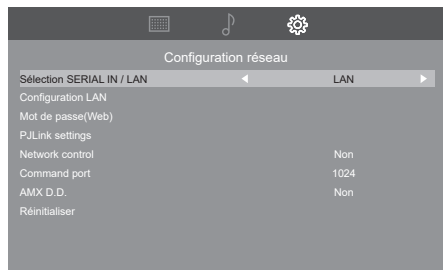 Configuration réseau
Sélection SERIAL IN / LAN LAN
Configuration LAN
Mot de passe(Web)
PJLink settings
Network control Non
Command port 1024
AMX D.D. Non
Réinitialiser